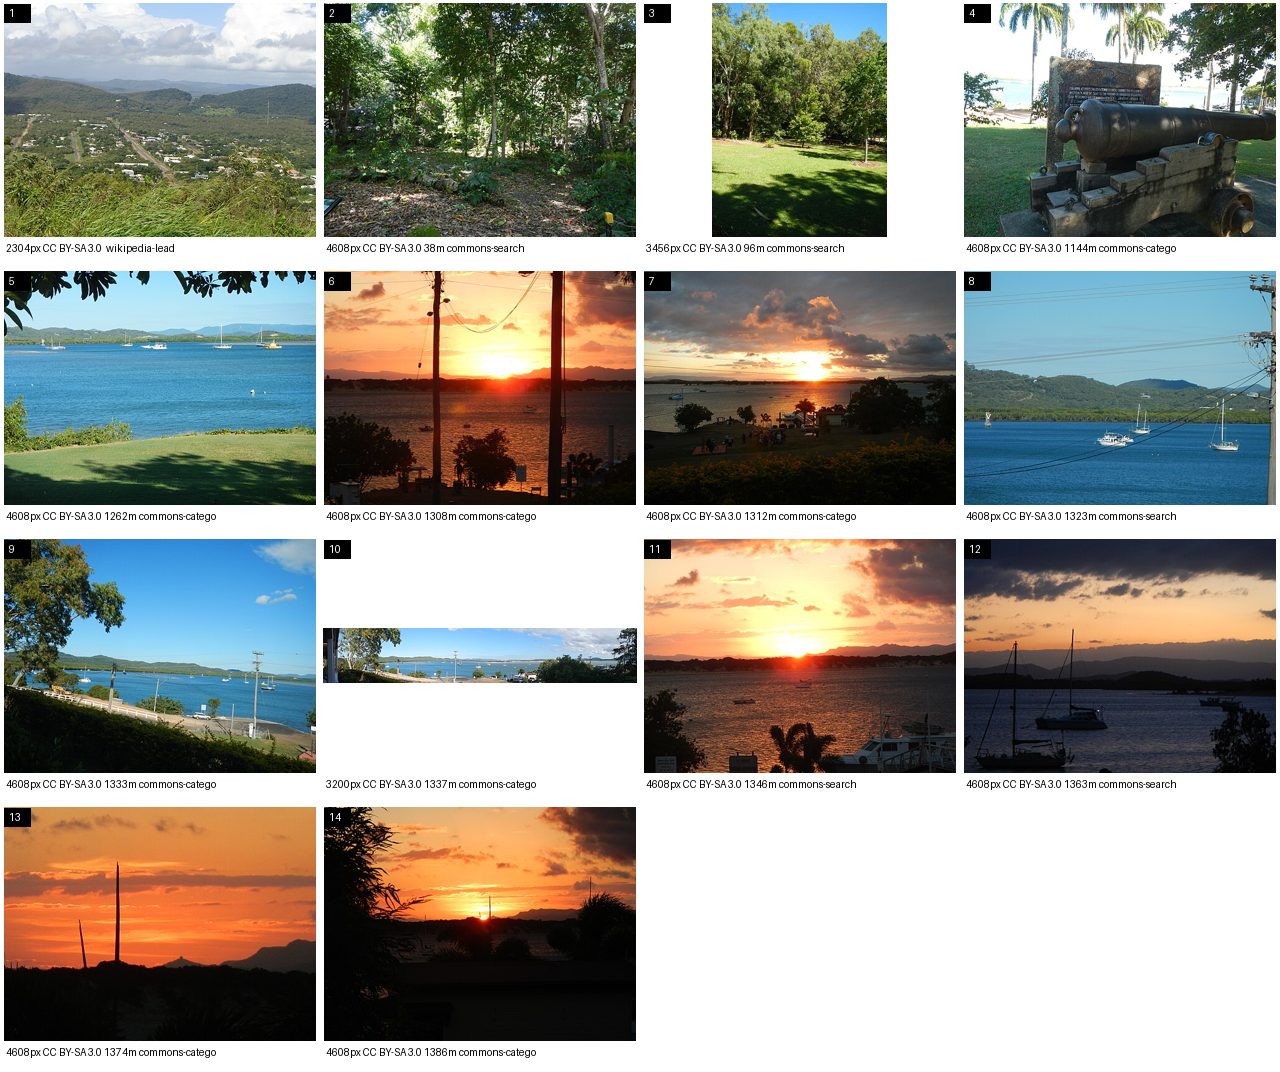 1
2
3
4
2304px CC BY-SA 3.0 wikipedia-lead
4608px CC BY-SA 3.0 38m commons-search
3456px CC BY-SA 3.0 96m commons-search
4608px CC BY-SA 3.0 1144m commons-catego
5
6
7
8
4608px CC BY-SA 3.0 1262m commons-catego
4608px CC BY-SA 3.0 1308m commons-catego
4608px CC BY-SA 3.0 1312m commons-catego
4608px CC BY-SA 3.0 1323m commons-search
9
10
11
12
4608px CC BY-SA 3.0 1333m commons-catego
3200px CC BY-SA 3.0 1337m commons-catego
4608px CC BY-SA 3.0 1346m commons-search
4608px CC BY-SA 3.0 1363m commons-search
13
14
4608px CC BY-SA 3.0 1374m commons-catego
4608px CC BY-SA 3.0 1386m commons-catego